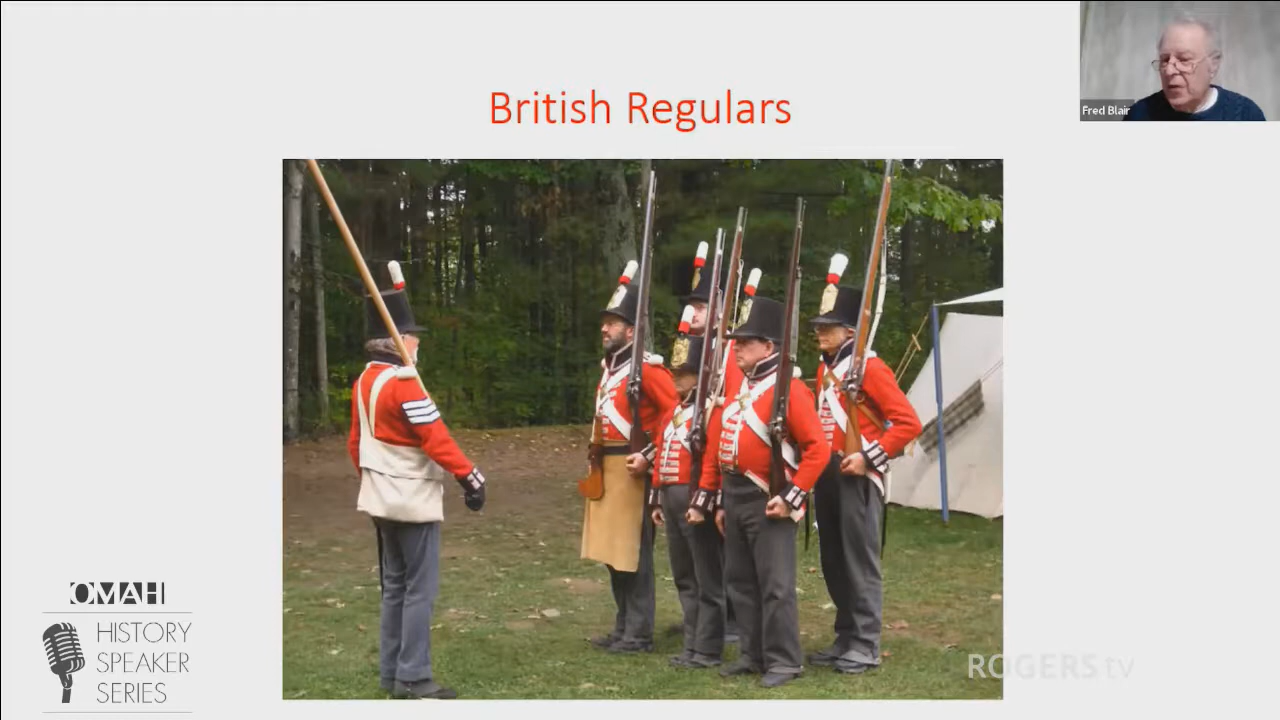 British Regulars
Fred Blair
OMAH
HISTORY
SPEAKER
SERIES
ROGERS tv